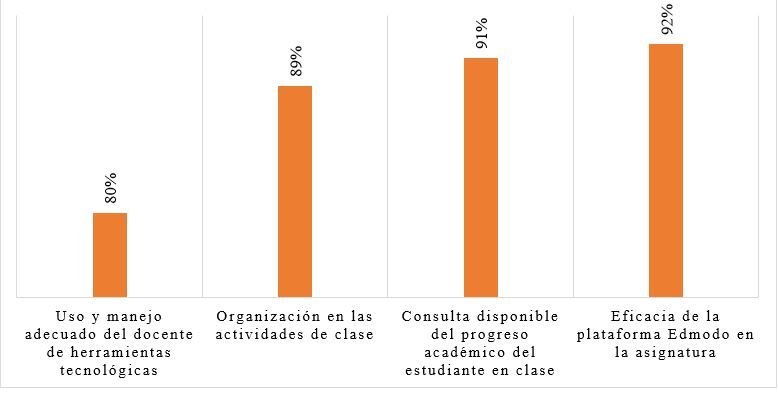 80%
89%
91%
92%
Uso y manejo
adecuado del docente
de herramientas
tecnológicas
Organización en las
actividades de clase
Consulta disponible
del progreso
académico del
estudiante en clase
Eficacia de la
plataforma Edmodo en
la asignatura